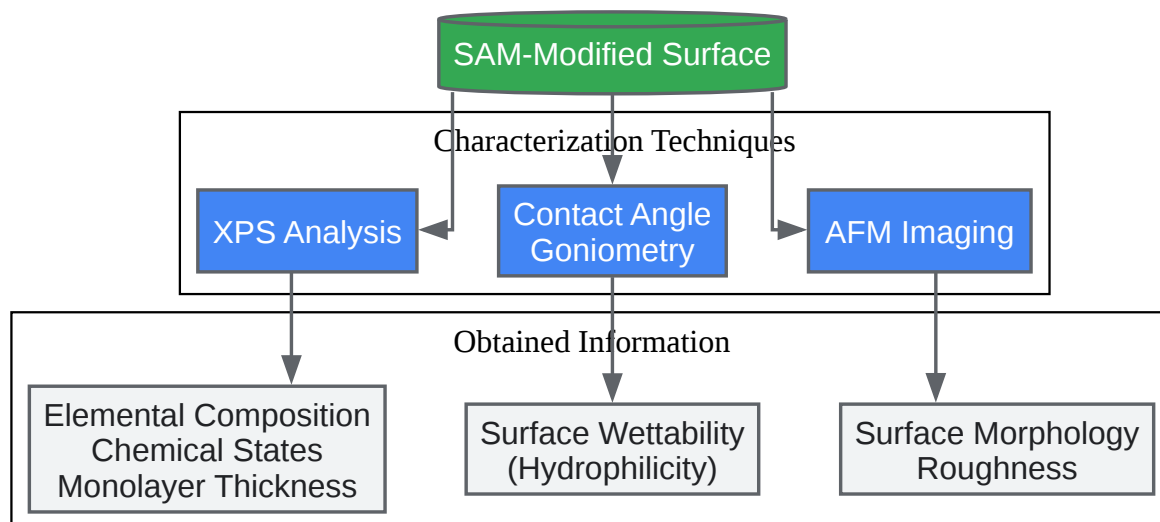 SAM-Modified Surface
Characterization Techniques
XPS Analysis
Contact Angle
Goniometry
AFM Imaging
Obtained Information
Elemental Composition
Chemical States
Monolayer Thickness
Surface Wettability
(Hydrophilicity)
Surface Morphology
Roughness